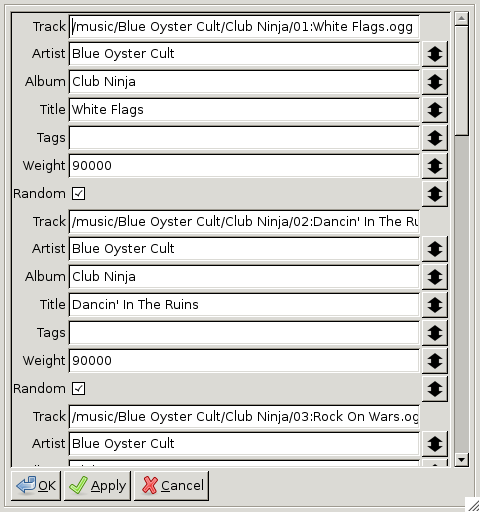 Track /music/Blue Oyster Cult/Club Ninja/01:White Flags.ogg
Artist Blue Oyster Cult
Album Club Ninja
Title White Flags
Tags
Weight 90000
Random
Track /music/Blue Oyster Cult/Club Ninja/02:Dancin' In The Ru
Artist Blue Oyster Cult
Album Club Ninja
Title Dancin' In The Ruins
Tags
Weight 90000
Random
Track /music/Blue Oyster Cult/Club Ninja/03:Rock On Wars.og
Artist Blue Oyster Cult
OK Apply Cancel